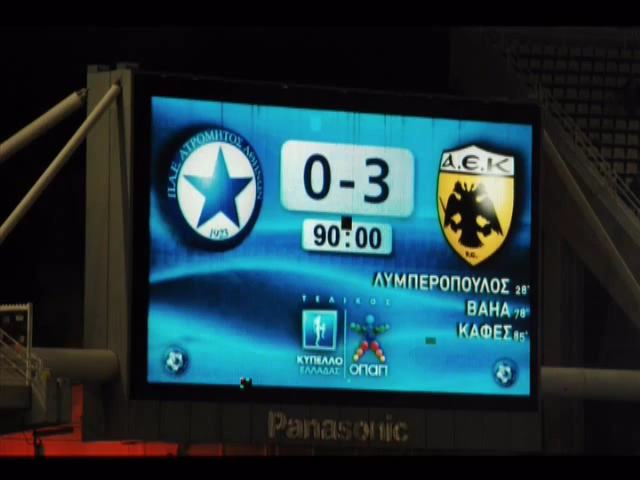 Π.Α.Ε. ΑΤΡΟΜΗΤΟΣ ΑΘΗΝΩΝ
1923
0-3
90:00
Α.Ε.Κ
ΛΥΜΠΕΡΟΠΟΥΛΟΣ 28'
ΒΑΗΑ 78'
ΚΑΦΕΣ 85'
ΤΕΛΙΚΟΣ
ΚΥΠΕΛΛΟ
ΕΛΛΑΔΑΣ
ΟΠΑΠ
Panasonic